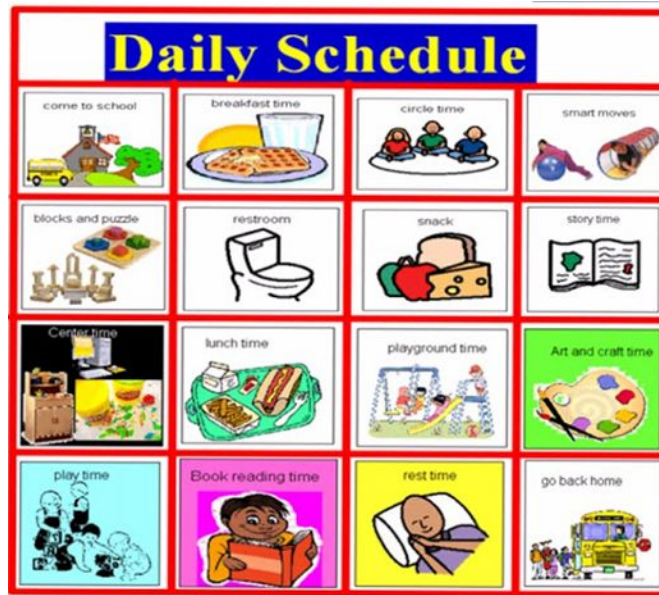 Daily Schedule
come to school
breakfast time
circle time
smart moves
blocks and puzzle
restroom
snack
story time
Center time
lunch time
playground time
Art and craft time
play time
Book reading time
rest time
go back home